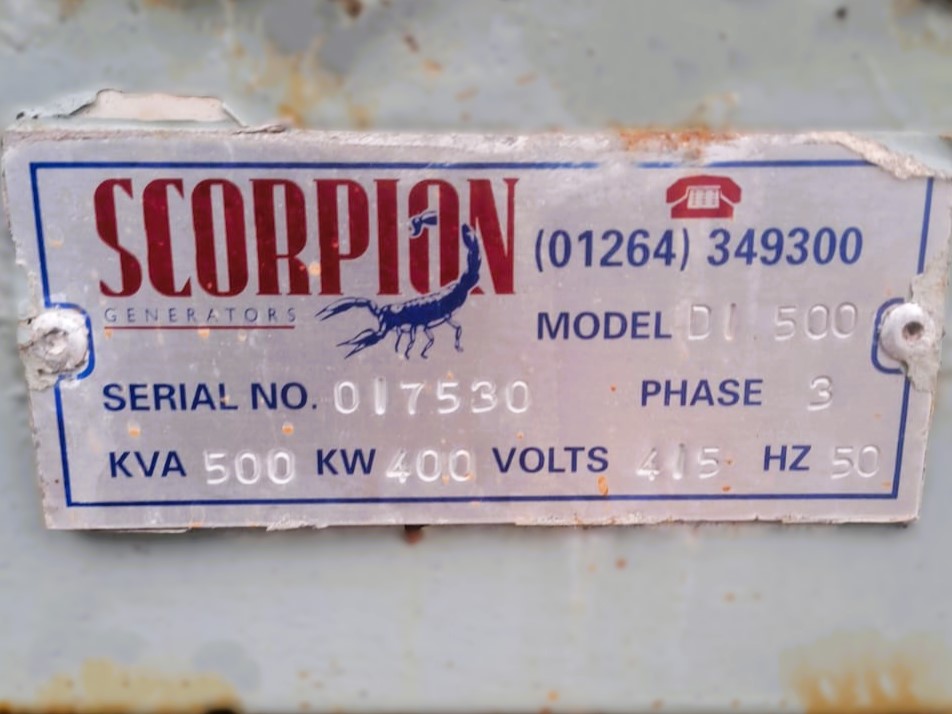 SCORPION
GENERATORS
(01264) 349300
MODEL DI 500
SERIAL NO. 017530 PHASE 3
KVA 500 KW 400 VOLTS 415 HZ 50